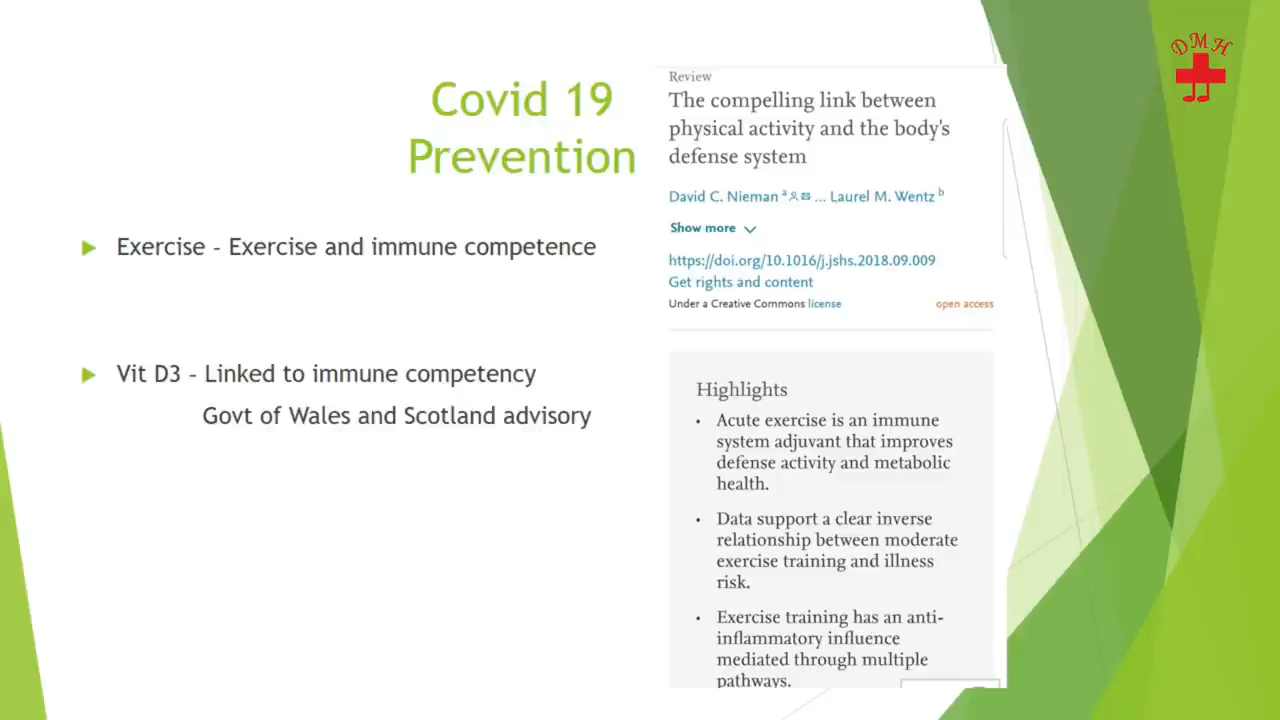 DMH
Covid 19
Prevention
Exercise - Exercise and immune competence
Vit D3 - Linked to immune competency
Govt of Wales and Scotland advisory
Review
The compelling link between
physical activity and the body's
defense system
David C. Nieman a ... Laurel M. Wentz b
Show more
https://doi.org/10.1016/j.jshs.2018.09.009
Get rights and content
Under a Creative Commons license open access
Highlights
• Acute exercise is an immune
system adjuvant that improves
defense activity and metabolic
health.
• Data support a clear inverse
relationship between moderate
exercise training and illness
risk.
• Exercise training has an anti-
inflammatory influence
mediated through multiple
pathways.